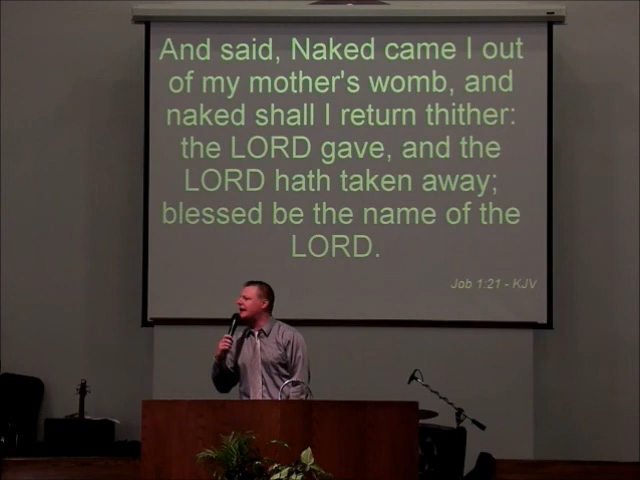 And said, Naked came I out
of my mother's womb, and
naked shall I return thither:
the LORD gave, and the
LORD hath taken away;
blessed be the name of the
LORD.
Job 1:21 - KJV